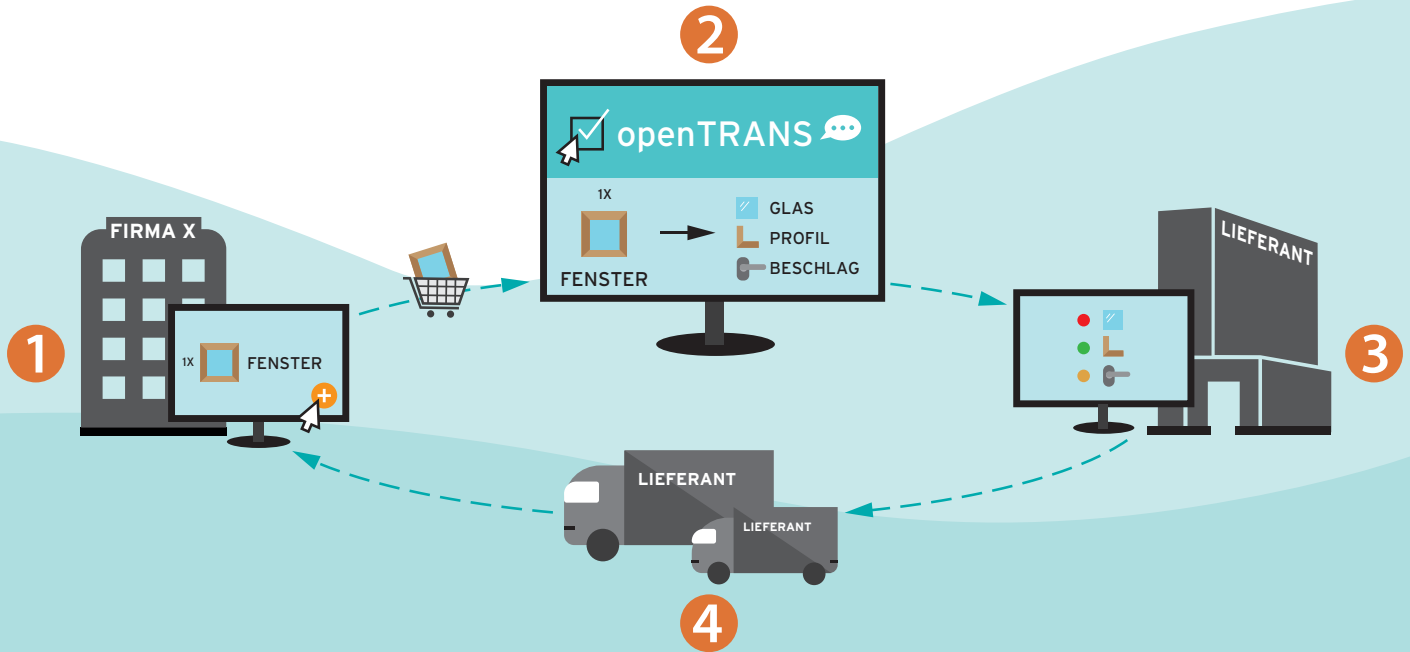 2
openTRANS
1X
FENSTER
GLAS
PROFIL
BESCHLAG
FIRMA X
1
1X
FENSTER
LIEFERANT
3
LIEFERANT
LIEFERANT
4